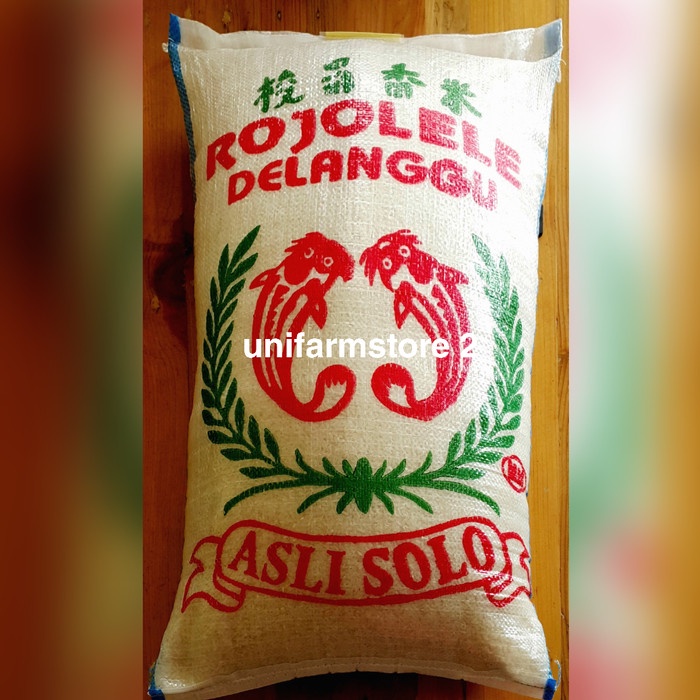 香米
ROJOLELE
DELANGGU
unifarmstore 2
ASLI SOLO